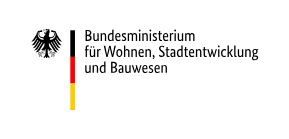 Bundesministerium
für Wohnen, Stadtentwicklung
und Bauwesen